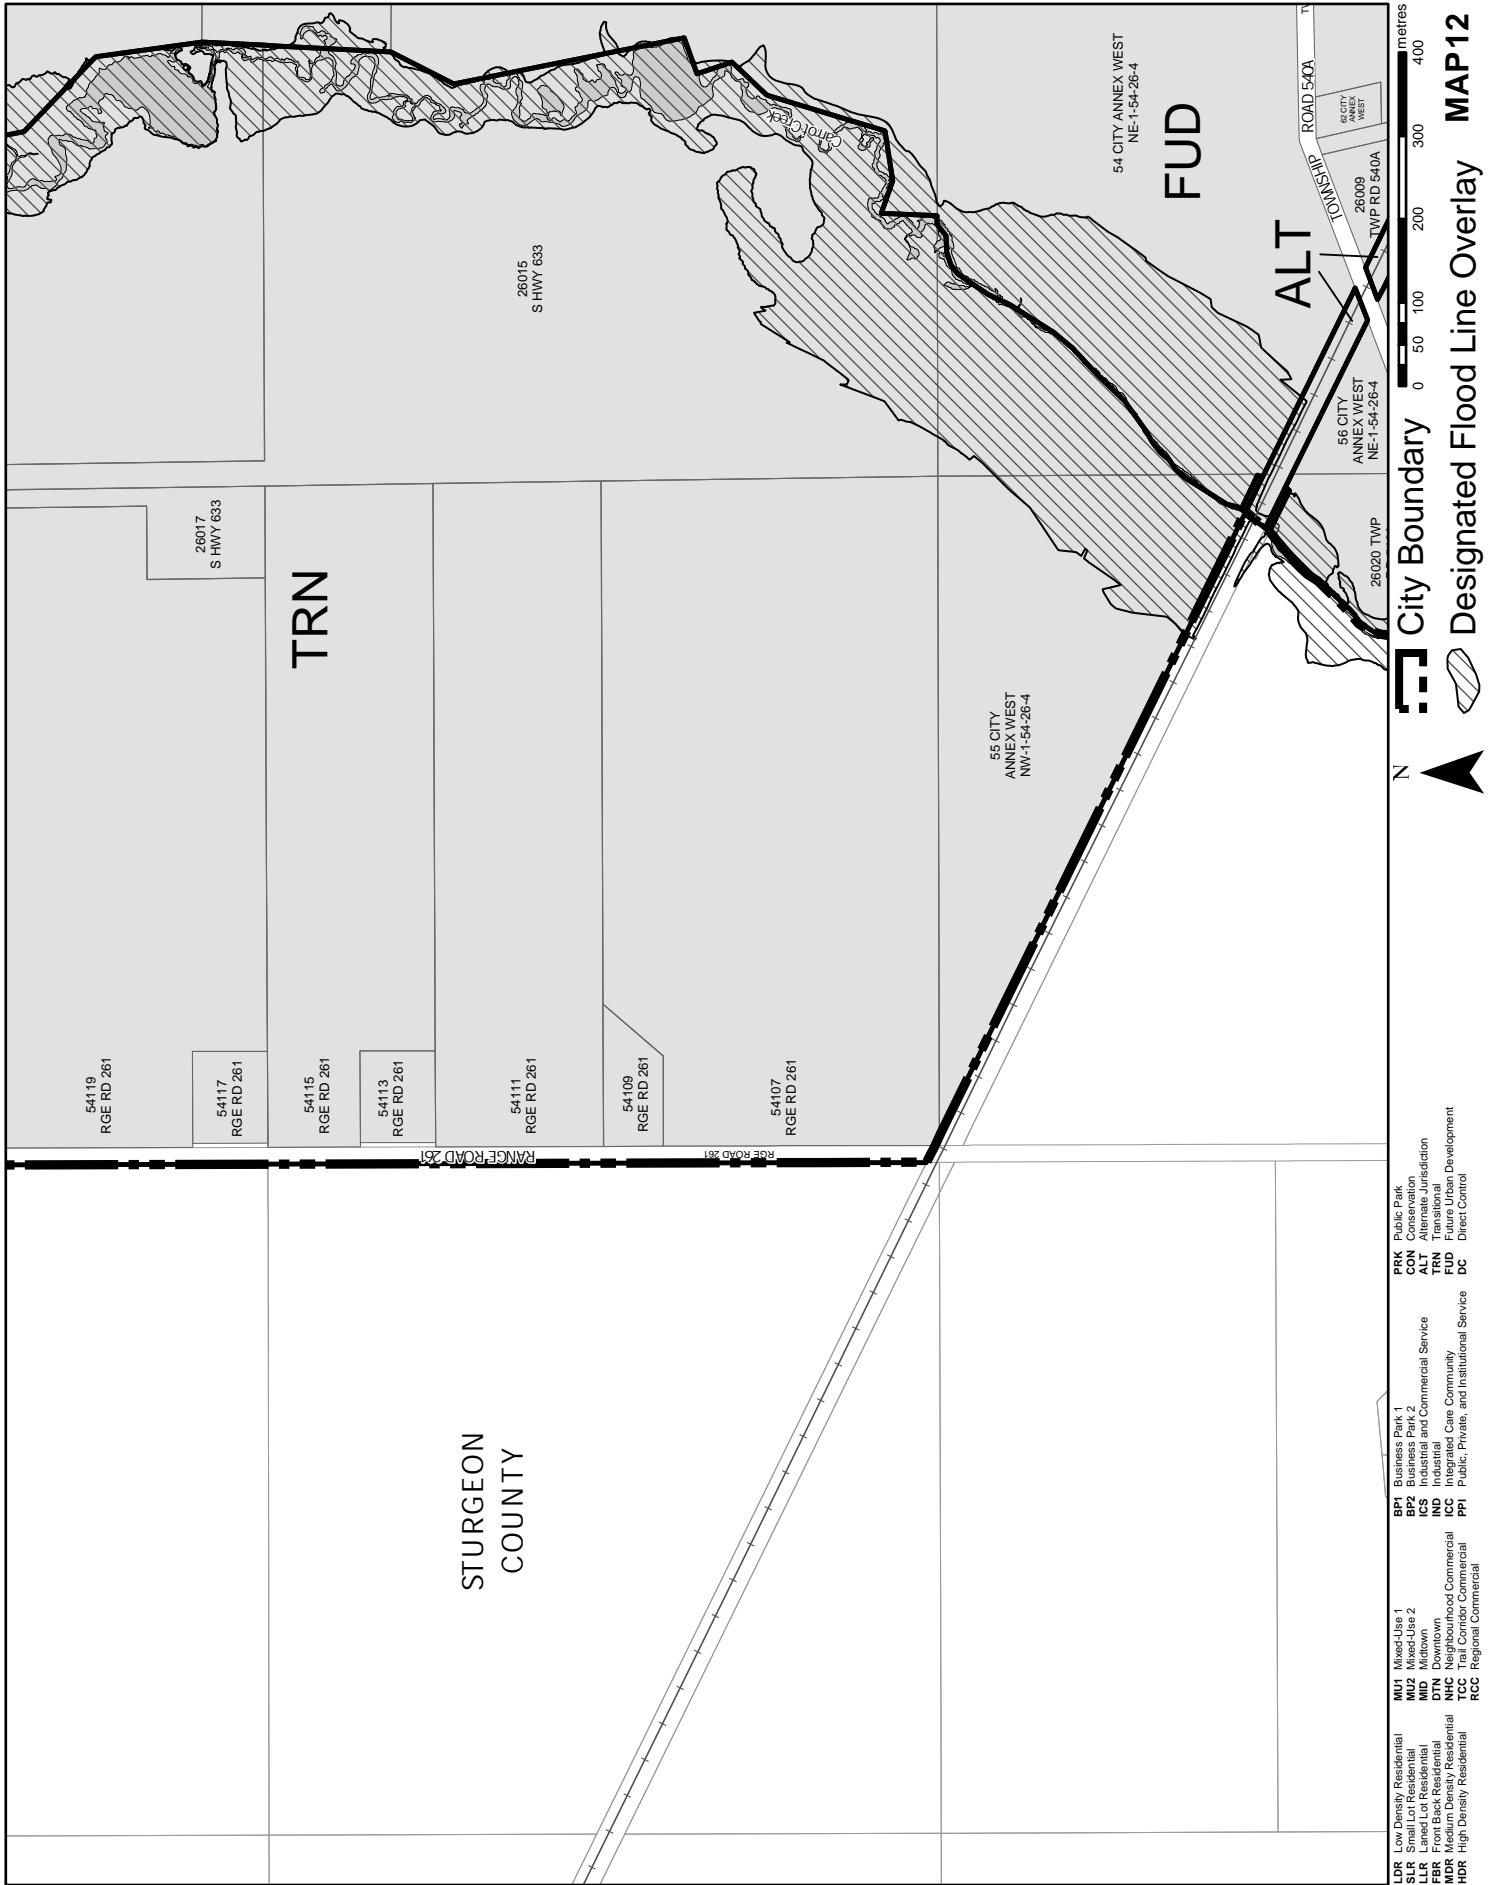 54119
RGE RD 261
54117
RGE RD 261
54115
RGE RD 261
54113
RGE RD 261
54111
RGE RD 261
54109
RGE RD 261
54107
RGE RD 261
RANGE ROAD 261
RGE ROAD 261
26017
S HWY 633
26015
S HWY 633
TRN
Carrot Creek
55 CITY
ANNEX WEST
NW-1-54-26-4
54 CITY ANNEX WEST
NE-1-54-26-4
FUD
ALT
TOWNSHIP ROAD 540A
62 CITY
ANNEX
WEST
26009
TWP RD 540A
56 CITY
ANNEX WEST
NE-1-54-26-4
26020 TWP
STURGEON
COUNTY
LDR Low Density Residential
SLR Small Lot Residential
LLR Laned Lot Residential
FBR Front Back Residential
MDR Medium Density Residential
HDR High Density Residential
MU1 Mixed-Use 1
MU2 Mixed-Use 2
MID Midtown
DTN Downtown
NHC Neighbourhood Commercial
TCC Trail Corridor Commercial
RCC Regional Commercial
BP1 Business Park 1
BP2 Business Park 2
ICS Industrial and Commercial Service
IND Industrial
ICC Integrated Care Community
PPI Public, Private, and Institutional Service
PRK Public Park
CON Conservation
ALT Alternate Jurisdiction
TRN Transitional
FUD Future Urban Development
DC Direct Control
N
City Boundary
Designated Flood Line Overlay
0 50 100 200 300 400
metres
MAP12